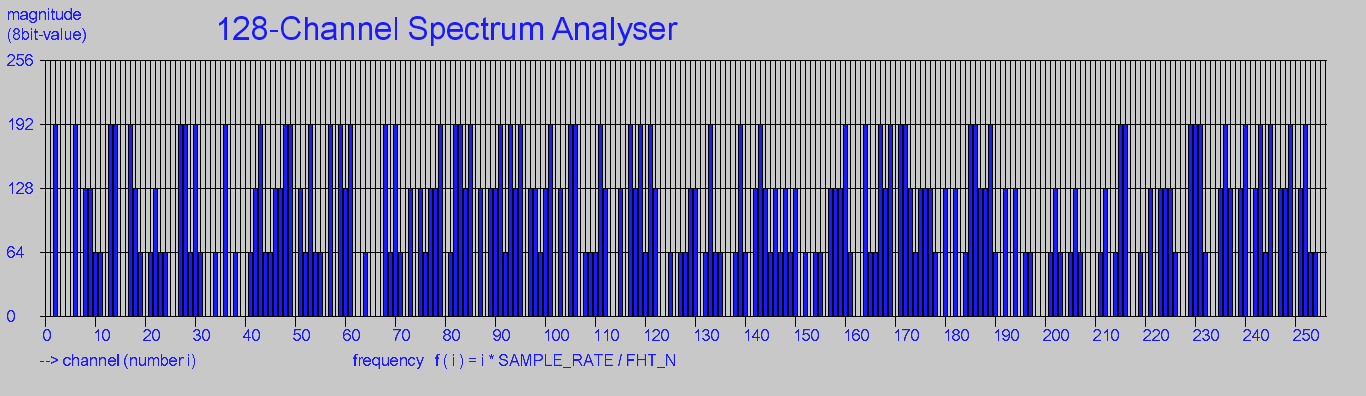 magnitude
(8bit-value)
128-Channel Spectrum Analyser
256
192
128
64
0
0 10 20 30 40 50 60 70 80 90 100 110 120 130 140 150 160 170 180 190 200 210 220 230 240 250
--> channel (number i) frequency f ( i ) = i * SAMPLE_RATE / FHT_N